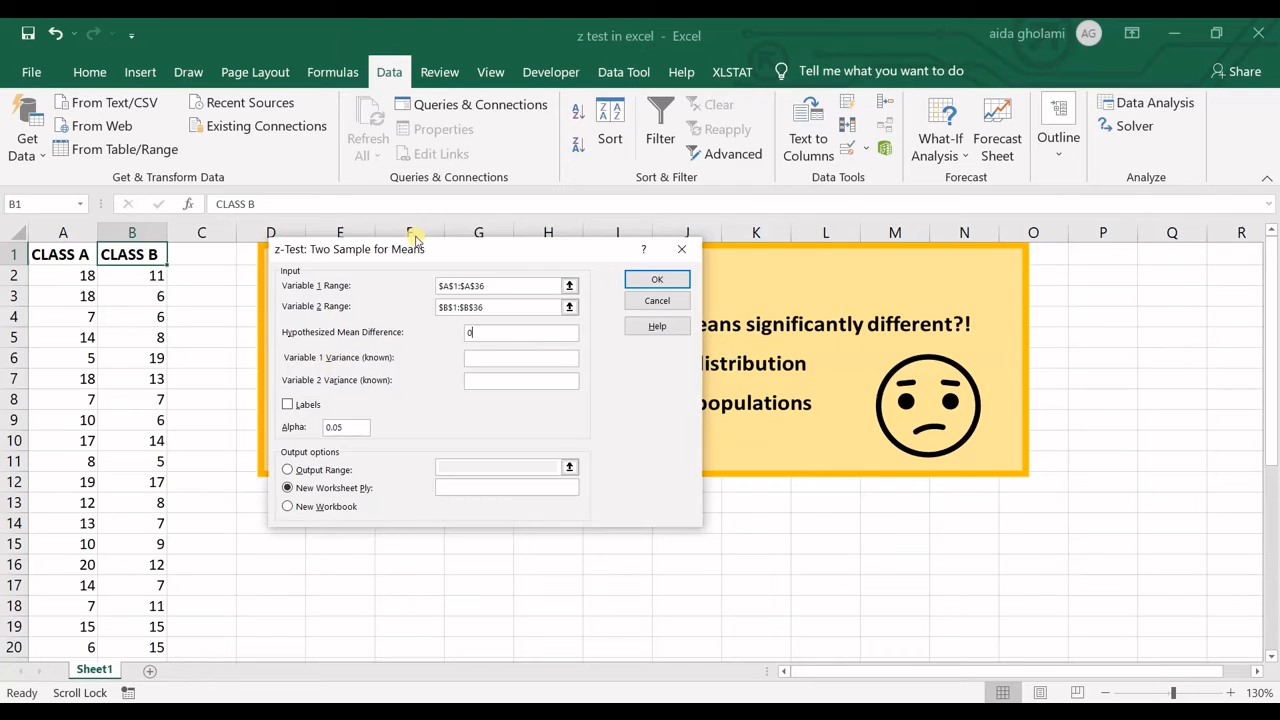 z test in excel - Excel
aida gholami AG
File Home Insert Draw Page Layout Formulas Data Review View Developer Data Tool Help XLSTAT Tell me what you want to do Share
Get Data
From Text/CSV
From Web
From Table/Range
Recent Sources
Existing Connections
Get & Transform Data
Refresh All
Queries & Connections
Properties
Edit Links
Queries & Connections
Sort
Filter
Clear
Reapply
Advanced
Sort & Filter
Text to Columns
Data Tools
What-If Analysis
Forecast Sheet
Forecast
Outline
Data Analysis
Solver
Analyze
B1 fx CLASS B
A B C D E F G H I J K L M N O P Q R
1 CLASS A CLASS B
2 18 11
3 18 6
4 7 6
5 14 8
6 5 19
7 18 13
8 7 7
9 10 6
10 17 14
11 8 5
12 19 17
13 12 8
14 13 7
15 10 9
16 20 12
17 14 7
18 7 11
19 15 15
20 6 15
z-Test: Two Sample for Means ?
Input
Variable 1 Range: $A$1:$A$36
Variable 2 Range: $B$1:$B$36
Hypothesized Mean Difference: 0
Variable 1 Variance (known):
Variable 2 Variance (known):
Labels
Alpha: 0.05
Output options
Output Range:
New Worksheet Ply:
New Workbook
OK
Cancel
Help
means significantly different?!
distribution
populations
Sheet1
Ready Scroll Lock 130%